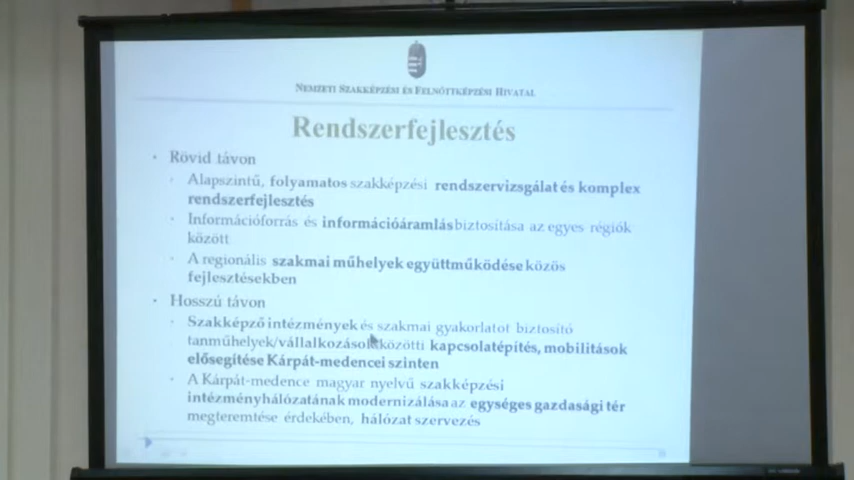 NEMZETI SZAKKÉPZÉSI ÉS FELNŐTTKÉPZÉSI HIVATAL
Rendszerfejlesztés
• Rövid távon
• Alapszintű, folyamatos szakképzési rendszervizsgálat és komplex
rendszerfejlesztés
• Információforrás és információáramlás biztosítása az egyes régiók
között
• A regionális szakmai műhelyek együttműködése közös
fejlesztésekben
• Hosszú távon
• Szakképző intézmények és szakmai gyakorlatot biztosító
tanműhelyek/vállalkozások közötti kapcsolatépítés, mobilitások
elősegítése Kárpát-medencei szinten
• A Kárpát-medence magyar nyelvű szakképzési
intézményhálózatának modernizálása az egységes gazdasági tér
megteremtése érdekében, hálózat szervezés